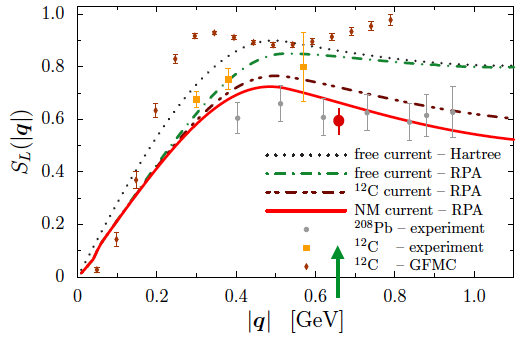 1.0
0.8
0.6
0.4
0.2
0
S_L(|q|)
free current – Hartree
free current – RPA
¹²C current – RPA
NM current – RPA
²⁰⁸Pb – experiment
¹²C – experiment
¹²C – GFMC
0 0.2 0.4 0.6 0.8 1.0
|q| [GeV]